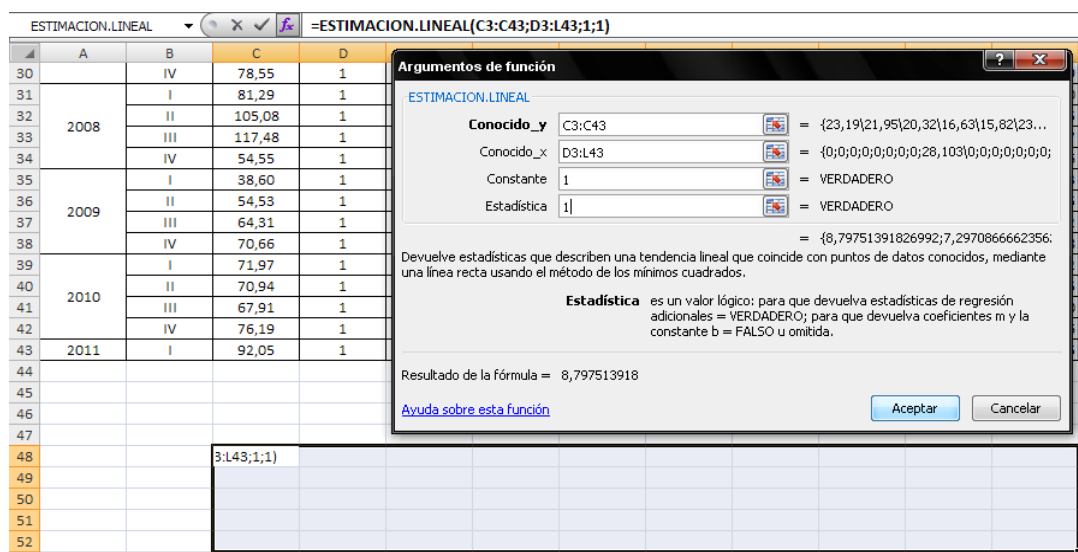 ESTIMACION.LINEAL =ESTIMACION.LINEAL(C3:C43;D3:L43;1;1)
A B C D
30 IV 78,55 1
31 I 81,29 1
32 2008 II 105,08 1
33 III 117,48 1
34 IV 54,55 1
35 I 38,60 1
36 2009 II 54,53 1
37 III 64,31 1
38 IV 70,66 1
39 I 71,97 1
40 2010 II 70,94 1
41 III 67,91 1
42 IV 76,19 1
43 2011 I 92,05 1
44
45
46
47
48 3:L43;1;1)
49
50
51
52
Argumentos de función
ESTIMACION.LINEAL
Conocido_y C3:C43 = {23,19\21,95\20,32\16,63\15,82\23...
Conocido_x D3:L43 = {0;0;0;0;0;0;0;0;28,103\0;0;0;0;0;0;0;
Constante 1 = VERDADERO
Estadística 1 = VERDADERO
= {8,79751391826992;7,2970866662356:
Devuelve estadísticas que describen una tendencia lineal que coincide con puntos de datos conocidos, mediante
una línea recta usando el método de los mínimos cuadrados.
Estadística es un valor lógico: para que devuelva estadísticas de regresión
adicionales = VERDADERO; para que devuelva coeficientes m y la
constante b = FALSO u omitida.
Resultado de la fórmula = 8,797513918
Ayuda sobre esta función
Aceptar Cancelar